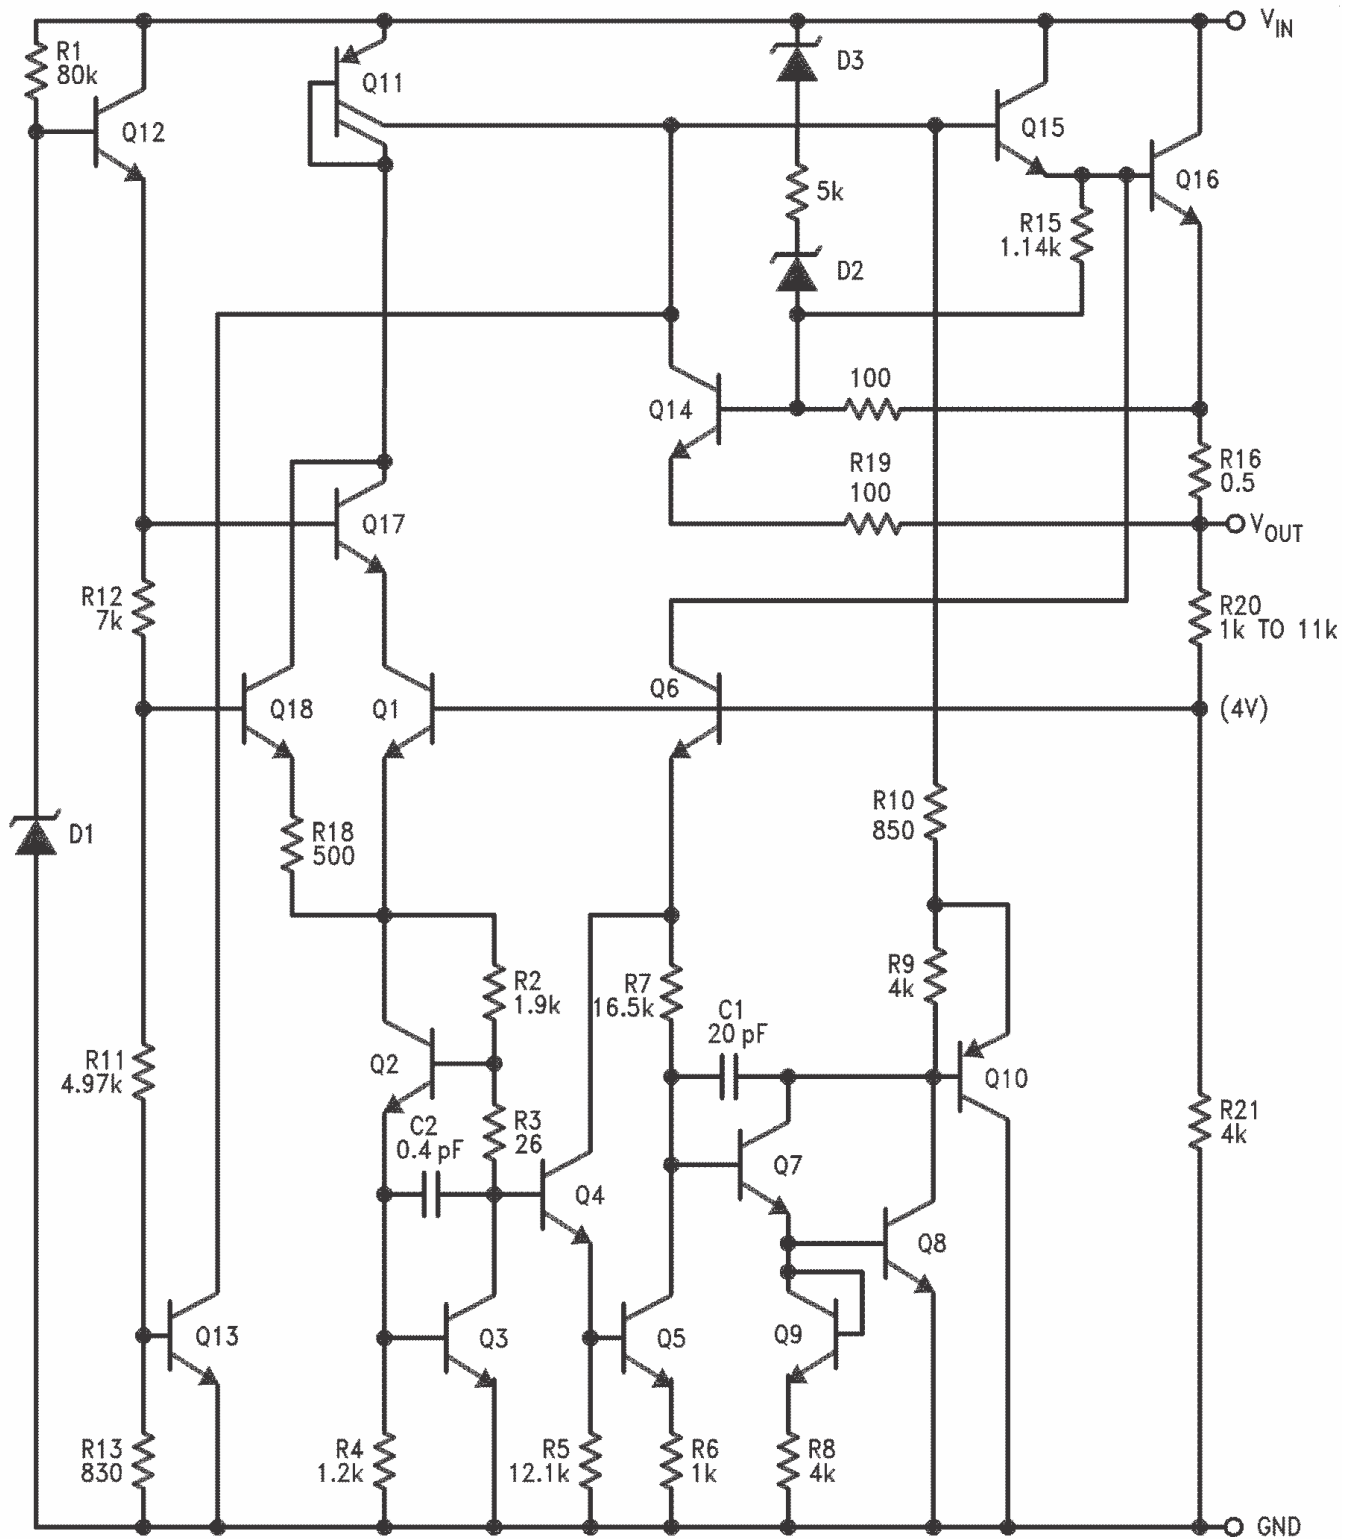 VIN
R1
80k
Q12
Q11
D3
Q15
Q16
5k
R15
1.14k
D2
100
Q14
R16
0.5
R19
100
Q17
VOUT
R12
7k
R20
1k TO 11k
Q18
Q1
Q6
(4V)
R10
850
D1
R18
500
R2
1.9k
R7
16.5k
R9
4k
C1
20 pF
R11
4.97k
Q2
Q10
C2
0.4 pF
R3
26
R21
4k
Q4
Q7
Q8
Q13
Q3
Q5
Q9
R13
830
R4
1.2k
R5
12.1k
R6
1k
R8
4k
GND